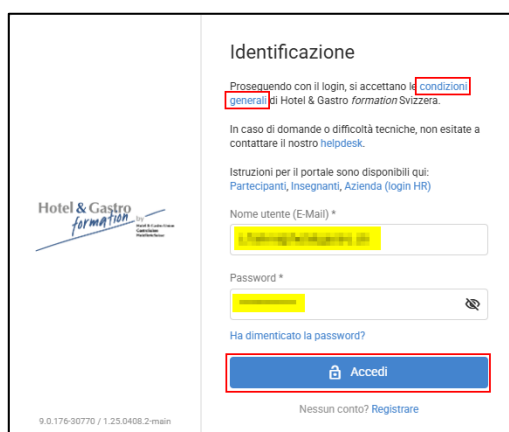 Identificazione
Proseguendo con il login, si accettano le condizioni
generali di Hotel & Gastro formation Svizzera.
In caso di domande o difficoltà tecniche, non esitate a
contattare il nostro helpdesk.
Istruzioni per il portale sono disponibili qui:
Partecipanti, Insegnanti, Azienda (login HR)
Hotel & Gastro
formation by
Nome utente (E-Mail) *
Password *
Ha dimenticato la password?
Accedi
Nessun conto? Registrare
9.0.176-30770 / 1.25.0408.2-main